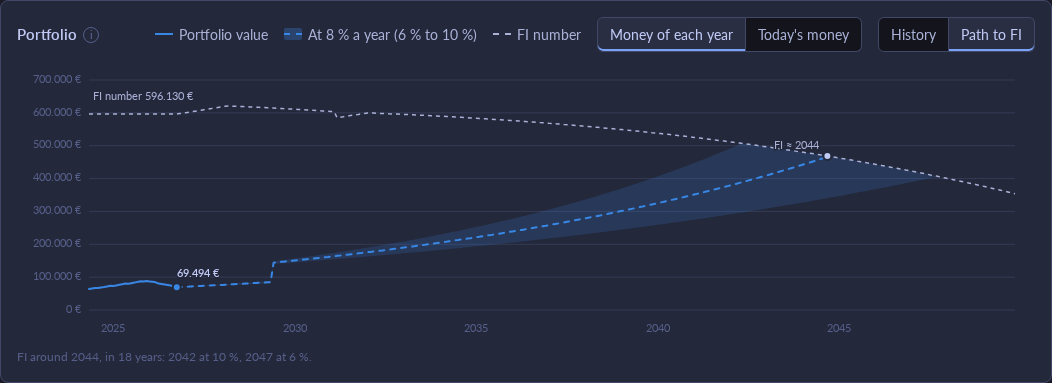 Portfolio
Portfolio value
At 8 % a year (6 % to 10 %)
FI number
Money of each year
Today's money
History
Path to FI
700.000 €
600.000 €
500.000 €
400.000 €
300.000 €
200.000 €
100.000 €
0 €
FI number 596.130 €
FI ≈ 2044
69.494 €
2025
2030
2035
2040
2045
FI around 2044, in 18 years: 2042 at 10 %, 2047 at 6 %.